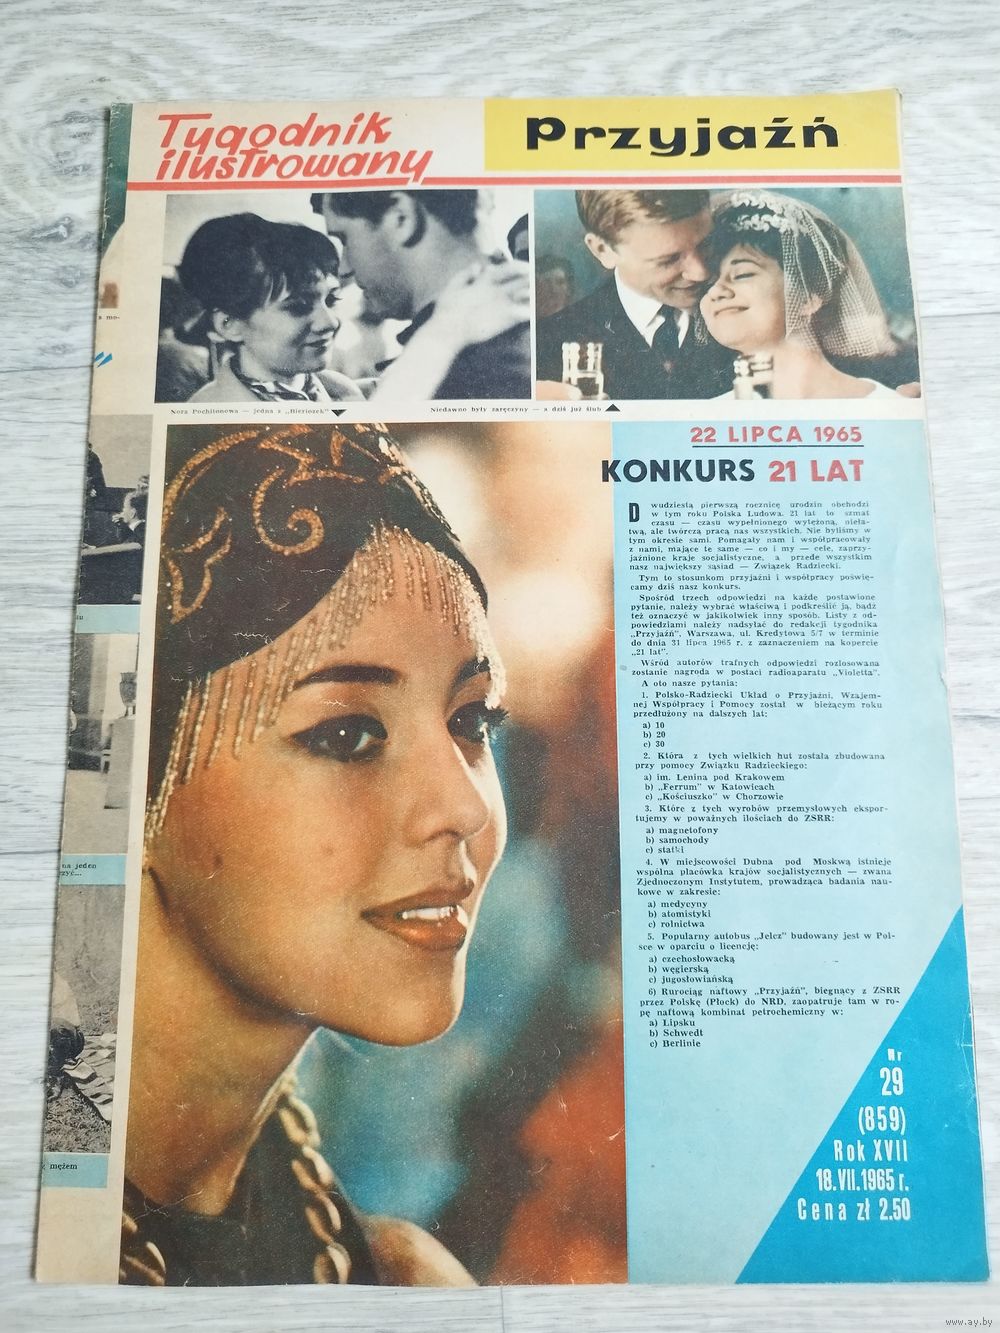 Tygodnik
ilustrowany
Przyjaźń
Nora Pochitonowa — jedna z „Bieriozek"
Niedawno były zaręczyny — a dziś już ślub
22 LIPCA 1965
KONKURS 21 LAT
Dwudziestą pierwszą rocznicę urodzin obchodzi
w tym roku Polska Ludowa. 21 lat to szmat
czasu — czasu wypełnionego wytężoną, niełat-
wą, ale twórczą pracą nas wszystkich. Nie byliśmy w
tym okresie sami. Pomagały nam i współpracowały
z nami, mające te same — co i my — cele, zaprzy-
jaźnione kraje socjalistyczne, a przede wszystkim
nasz największy sąsiad — Związek Radziecki.
Tym to stosunkom przyjaźni i współpracy poświę-
camy dziś nasz konkurs.
Spośród trzech odpowiedzi na każde postawione
pytanie, należy wybrać właściwą i podkreślić ją, bądź
też oznaczyć w jakikolwiek inny sposób. Listy z od-
powiedziami należy nadsyłać do redakcji tygodnika
„Przyjaźń", Warszawa, ul. Kredytowa 5/7 w terminie
do dnia 31 lipca 1965 r. z zaznaczeniem na kopercie
„21 lat".
Wśród autorów trafnych odpowiedzi rozlosowana
zostanie nagroda w postaci radioaparatu „Violetta".
A oto nasze pytania:
1. Polsko-Radziecki Układ o Przyjaźni, Wzajem-
nej Współpracy i Pomocy został w bieżącym roku
przedłużony na dalszych lat:
a) 10
b) 20
c) 30
2. Która z tych wielkich hut została zbudowana
przy pomocy Związku Radzieckiego:
a) im. Lenina pod Krakowem
b) „Ferrum" w Katowicach
c) „Kościuszko" w Chorzowie
3. Które z tych wyrobów przemysłowych ekspor-
tujemy w poważnych ilościach do ZSRR:
a) magnetofony
b) samochody
c) statki
4. W miejscowości Dubna pod Moskwą istnieje
wspólna placówka krajów socjalistycznych — zwana
Zjednoczonym Instytutem, prowadząca badania nau-
kowe w zakresie:
a) medycyny
b) atomistyki
c) rolnictwa
5. Popularny autobus „Jelcz" budowany jest w Pol-
sce w oparciu o licencję:
a) czechosłowacką
b) węgierską
c) jugosłowiańską
6) Rurociąg naftowy „Przyjaźń", biegnący z ZSRR
przez Polskę (Płock) do NRD, zaopatruje tam w ro-
pę naftową kombinat petrochemiczny w:
a) Lipsku
b) Schwedt
c) Berlinie
Nr
29
(859)
Rok XVII
18.VII.1965 r.
Cena zł 2.50
na jeden
mężem
www.ay.by